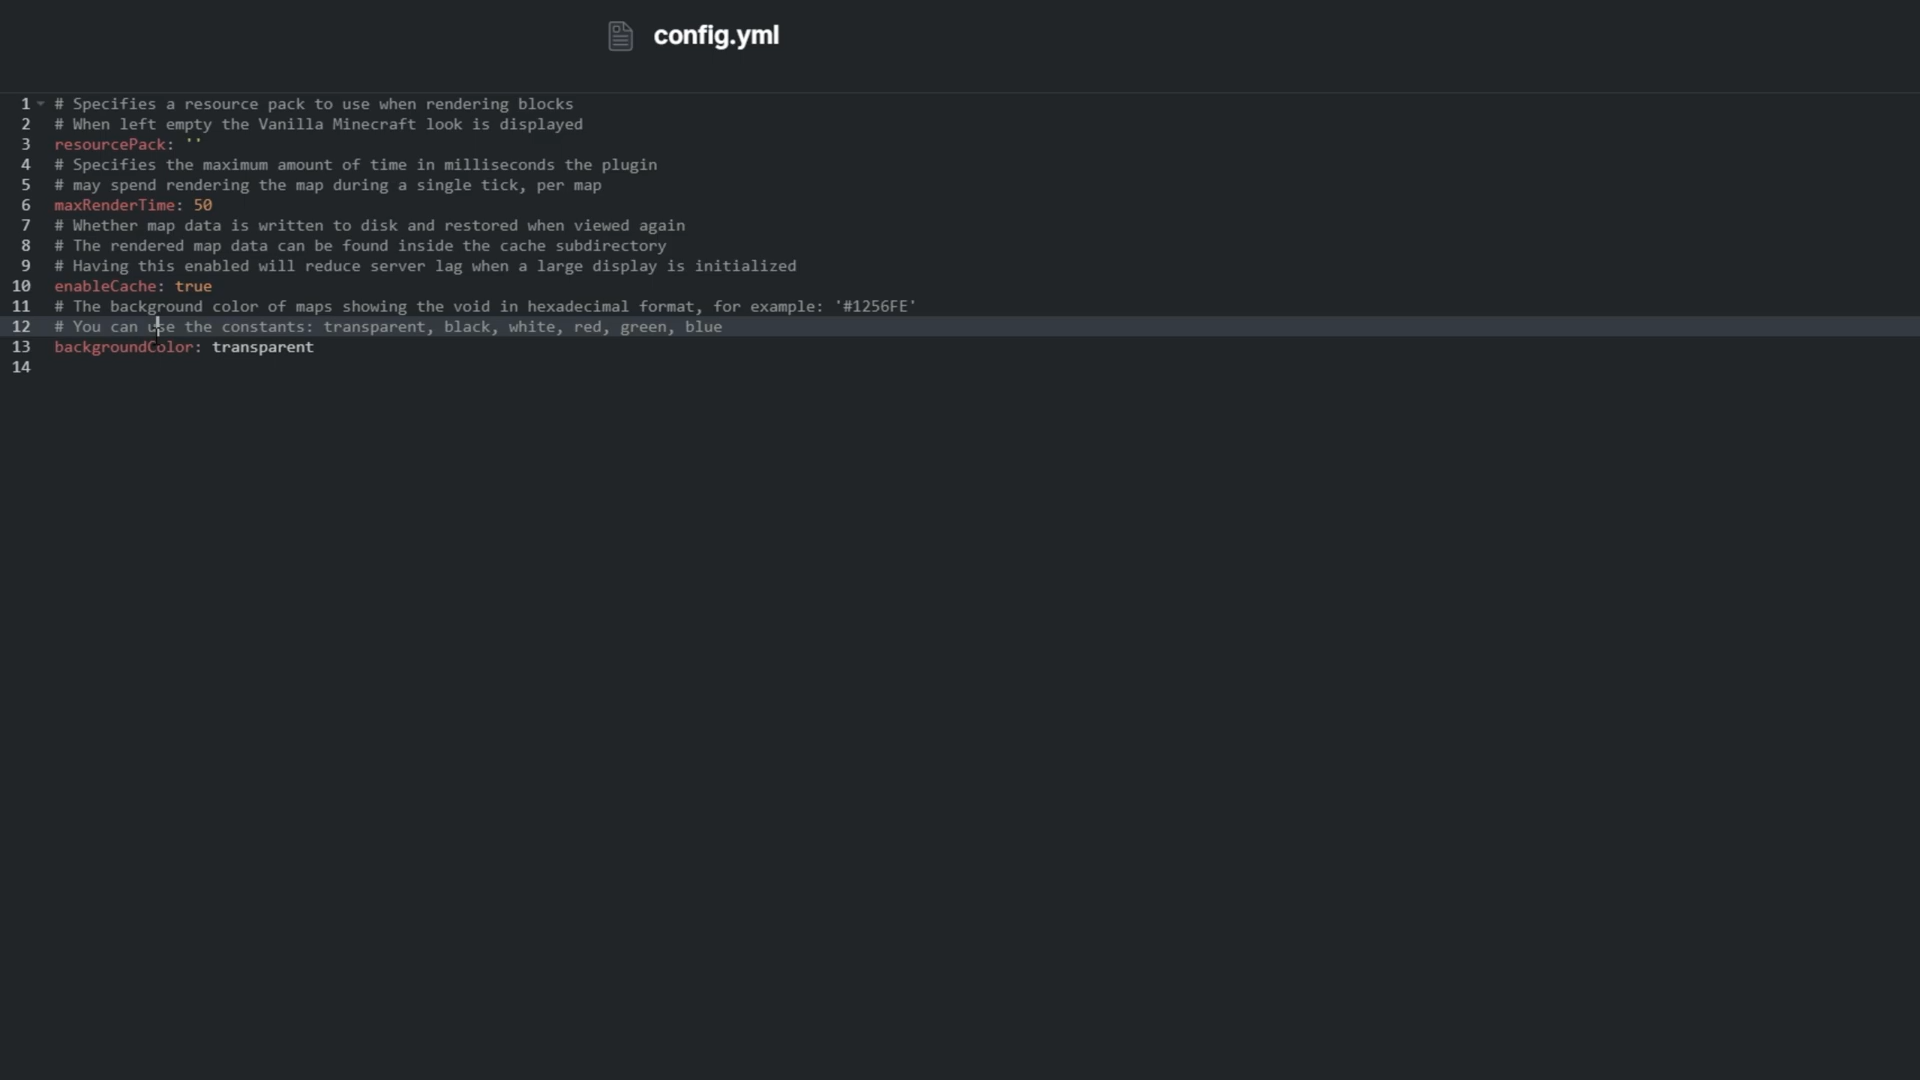 config.yml
1 # Specifies a resource pack to use when rendering blocks
2 # When left empty the Vanilla Minecraft look is displayed
3 resourcePack: ''
4 # Specifies the maximum amount of time in milliseconds the plugin
5 # may spend rendering the map during a single tick, per map
6 maxRenderTime: 50
7 # Whether map data is written to disk and restored when viewed again
8 # The rendered map data can be found inside the cache subdirectory
9 # Having this enabled will reduce server lag when a large display is initialized
10 enableCache: true
11 # The background color of maps showing the void in hexadecimal format, for example: '#1256FE'
12 # You can use the constants: transparent, black, white, red, green, blue
13 backgroundColor: transparent
14